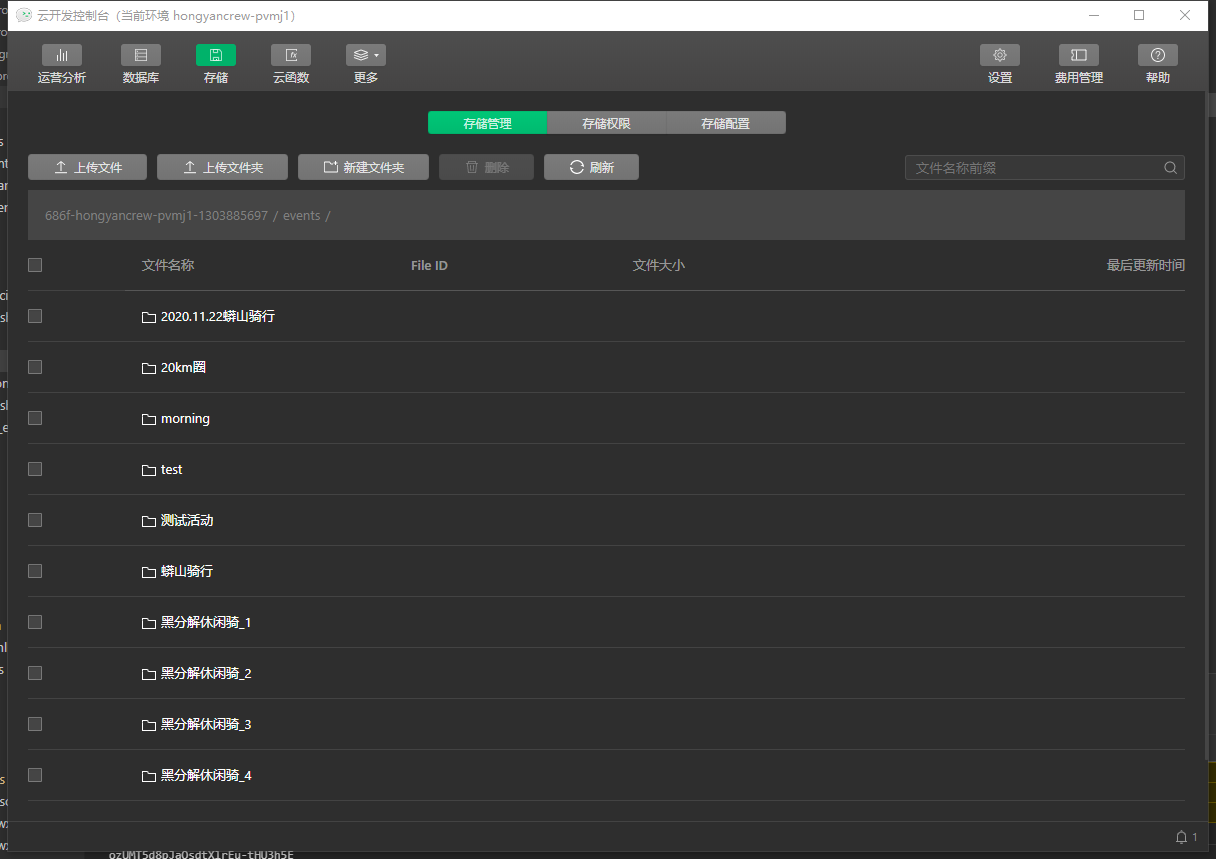 云开发控制台（当前环境 hongyancrew-pvmj1）
运营分析 数据库 存储 云函数 更多 设置 费用管理 帮助
存储管理 存储权限 存储配置
上传文件 上传文件夹 新建文件夹 删除 刷新 文件名称前缀
686f-hongyancrew-pvmj1-1303885697 / events /
文件名称 File ID 文件大小 最后更新时间
2020.11.22蟒山骑行
20km圈
morning
test
测试活动
蟒山骑行
黑分解休闲骑_1
黑分解休闲骑_2
黑分解休闲骑_3
黑分解休闲骑_4
1